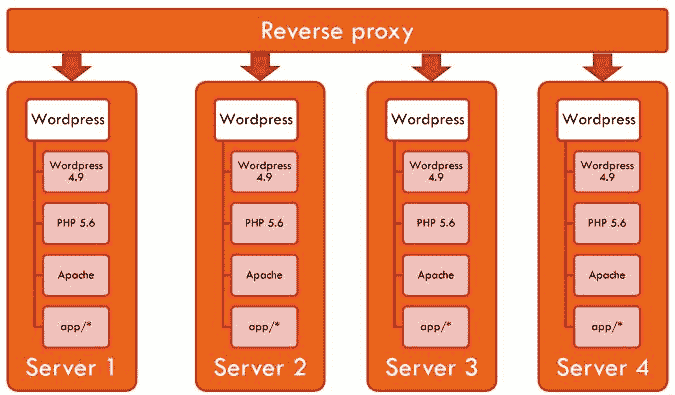 Reverse proxy
Wordpress
Wordpress
4.9
PHP 5.6
Apache
app/*
Server 1
Wordpress
Wordpress
4.9
PHP 5.6
Apache
app/*
Server 2
Wordpress
Wordpress
4.9
PHP 5.6
Apache
app/*
Server 3
Wordpress
Wordpress
4.9
PHP 5.6
Apache
app/*
Server 4